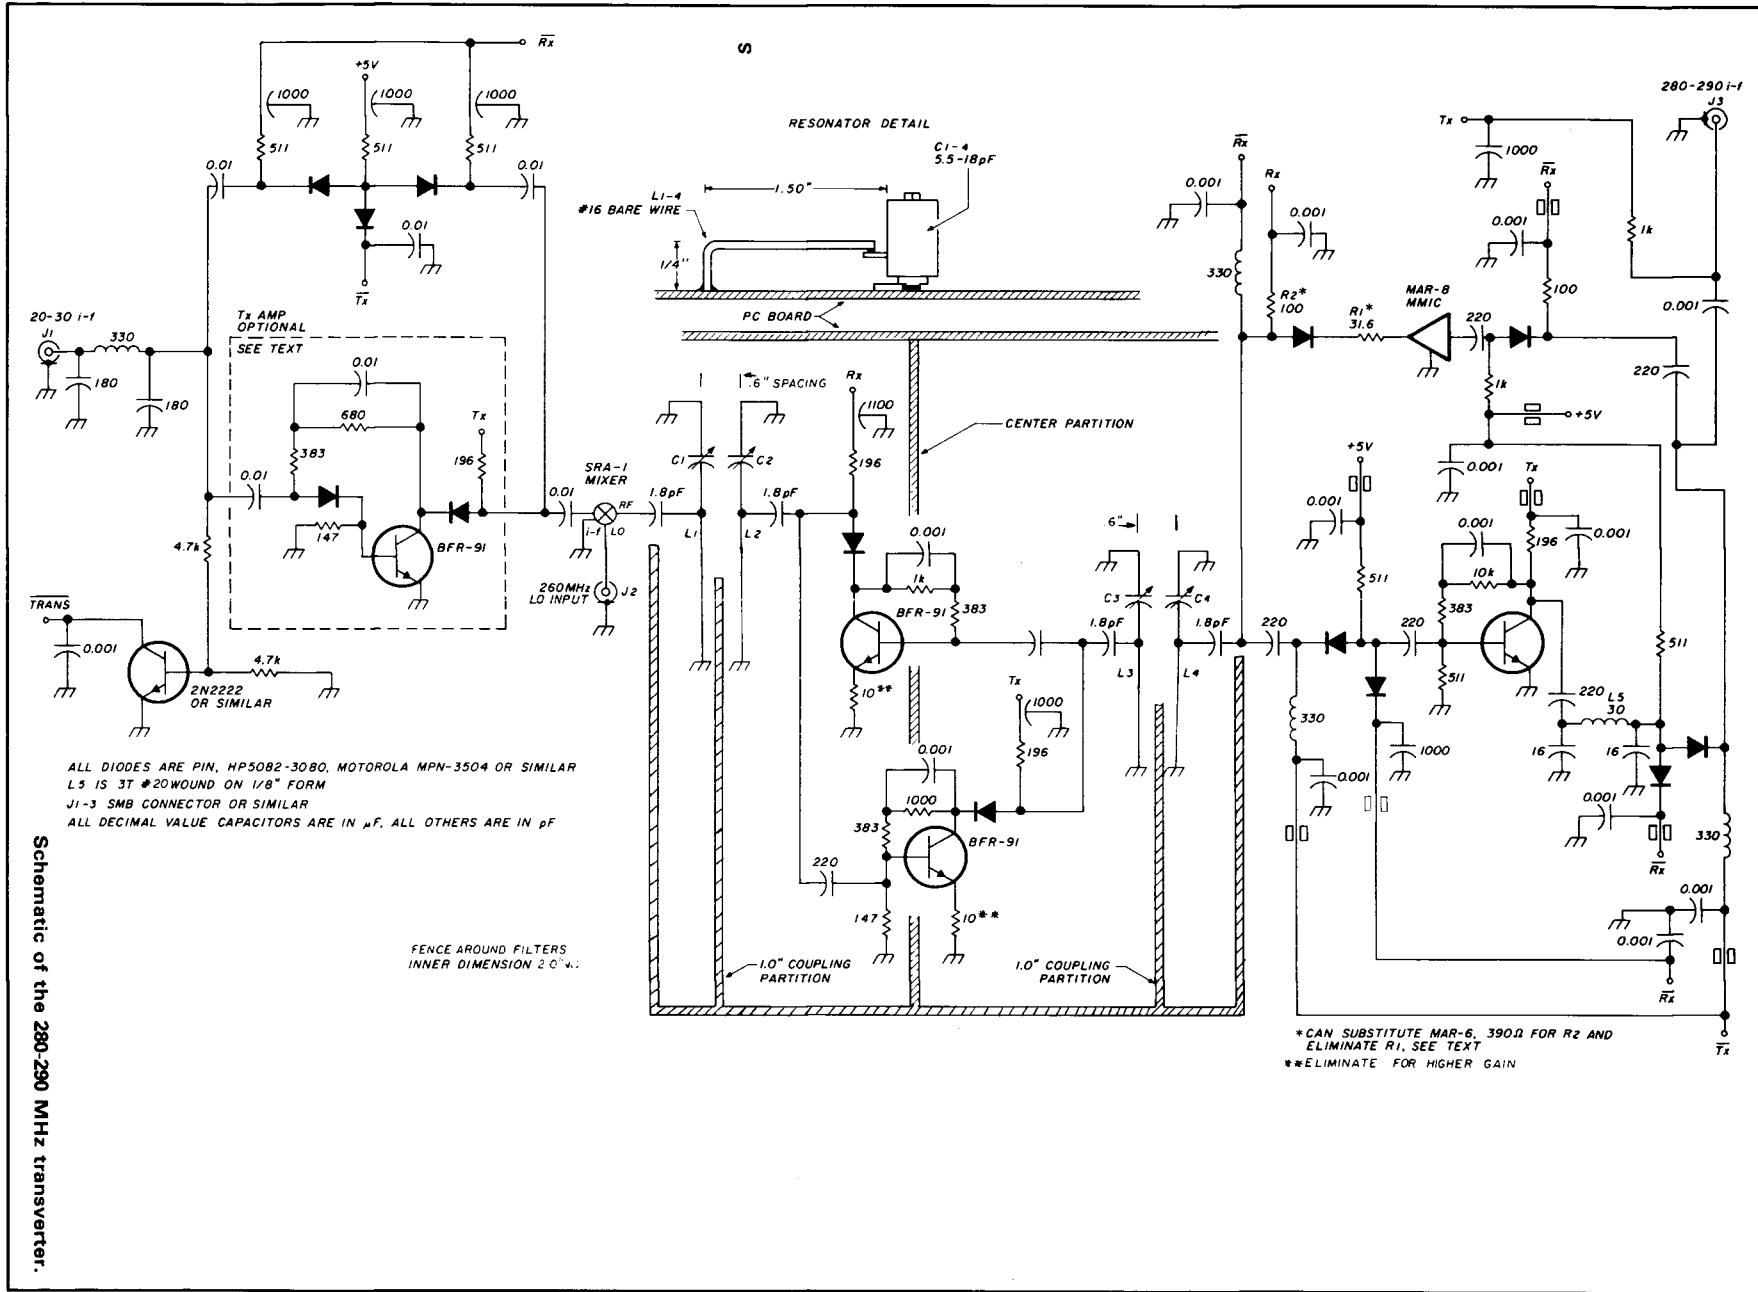 S
R̅x̅
+5V
1000
1000
1000
511
511
511
0.01
0.01
0.01
T̅x̅
20-30 i-f
J1
330
180
180
Tx AMP
OPTIONAL
SEE TEXT
0.01
680
383
0.01
147
BFR-91
Tx
196
4.7k
T̅R̅A̅N̅S̅
0.001
4.7k
2N2222
OR SIMILAR
SRA-1
MIXER
0.01
RF
i-f
LO
260MHz
LO INPUT
J2
1.8pF
RESONATOR DETAIL
C1-4
5.5-18pF
1.50"
L1-4
#16 BARE WIRE
1/4"
PC BOARD
.6" SPACING
C1
C2
L1
L2
1.8pF
Rx
1100
196
CENTER PARTITION
0.001
1k
BFR-91
383
10**
Tx
1000
196
0.001
1000
383
BFR-91
220
147
10**
.6"
C3
C4
1.8pF
1.8pF
L3
L4
FENCE AROUND FILTERS
INNER DIMENSION 2.0"
1.0" COUPLING
PARTITION
1.0" COUPLING
PARTITION
R̅x̅
0.001
330
Rx
0.001
R2*
100
R1*
31.6
MAR-8
MMIC
220
1k
+5V
Tx
1000
R̅x̅
0.001
100
1k
280-290 i-f
J3
0.001
220
+5V
0.001
511
0.001
Tx
0.001
196
0.001
10k
383
220
220
511
330
0.001
1000
220
L5
30
16
16
511
0.001
R̅x̅
330
0.001
0.001
R̅x̅
T̅x̅
ALL DIODES ARE PIN, HP5082-3080, MOTOROLA MPN-3504 OR SIMILAR
L5 IS 3T #20 WOUND ON 1/8" FORM
J1-3 SMB CONNECTOR OR SIMILAR
ALL DECIMAL VALUE CAPACITORS ARE IN µF, ALL OTHERS ARE IN pF
*CAN SUBSTITUTE MAR-6, 390Ω FOR R2 AND
ELIMINATE R1, SEE TEXT
**ELIMINATE FOR HIGHER GAIN
Schematic of the 280-290 MHz transverter.